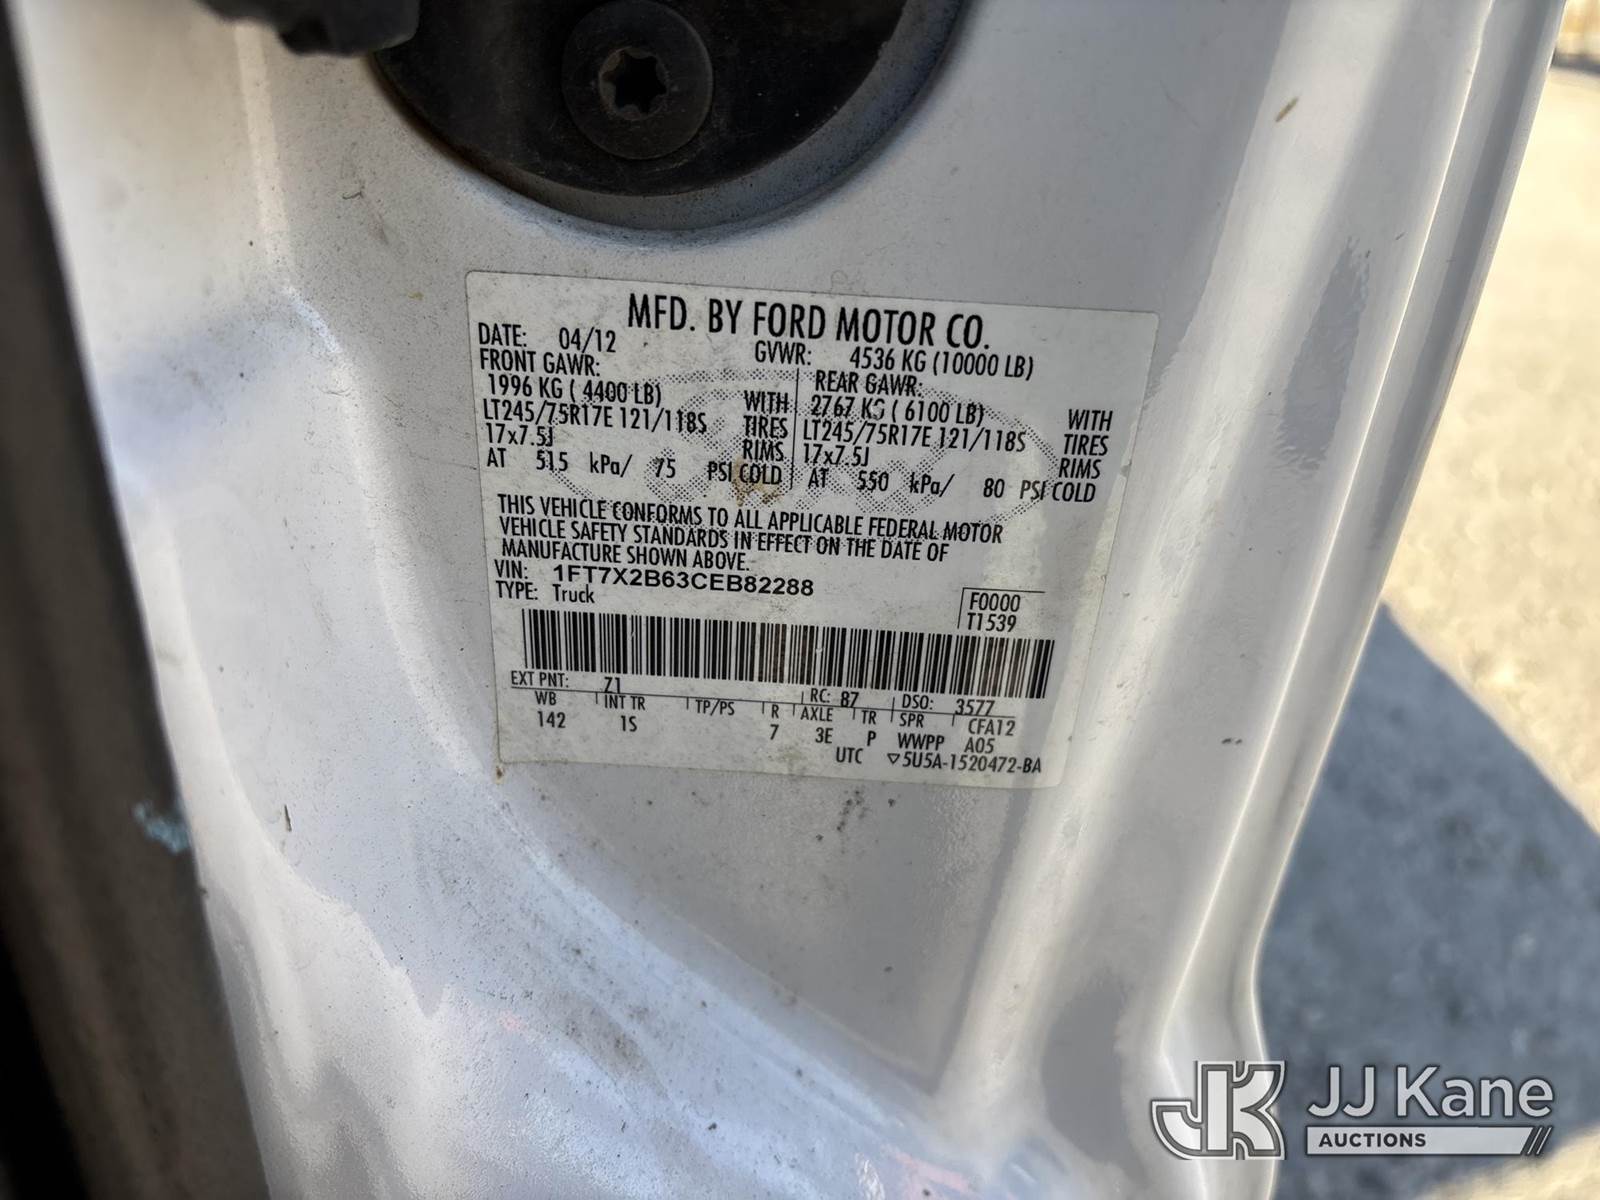 MFD. BY FORD MOTOR CO.
DATE: 04/12 GVWR: 4536 KG (10000 LB)
FRONT GAWR: REAR GAWR:
1996 KG ( 4400 LB) WITH 2767 KG ( 6100 LB) WITH
LT245/75R17E 121/118S TIRES LT245/75R17E 121/118S TIRES
17x7.5J RIMS 17x7.5J RIMS
AT 515 kPa/ 75 PSI COLD AT 550 kPa/ 80 PSI COLD
THIS VEHICLE CONFORMS TO ALL APPLICABLE FEDERAL MOTOR
VEHICLE SAFETY STANDARDS IN EFFECT ON THE DATE OF
MANUFACTURE SHOWN ABOVE.
VIN: 1FT7X2B63CEB82288
TYPE: Truck
F0000
T1539
EXT PNT: Z1 RC: 87 DSO: 3577
WB INT TR TP/PS R AXLE TR SPR CFA12
142 1S 7 3E P WWPP A05
UTC ▽5U5A-1520472-BA
JK JJ Kane
AUCTIONS